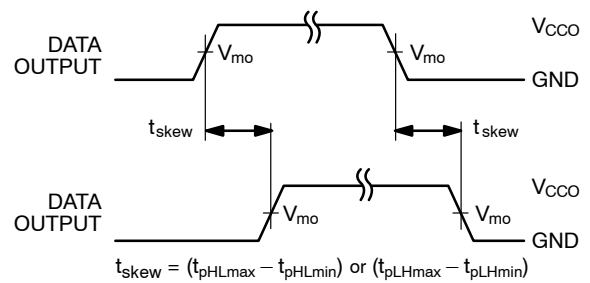 DATA
OUTPUT
Vmo
Vmo
VCCO
GND
tskew
tskew
DATA
OUTPUT
Vmo
Vmo
VCCO
GND
tskew = (tpHLmax – tpHLmin) or (tpLHmax – tpLHmin)